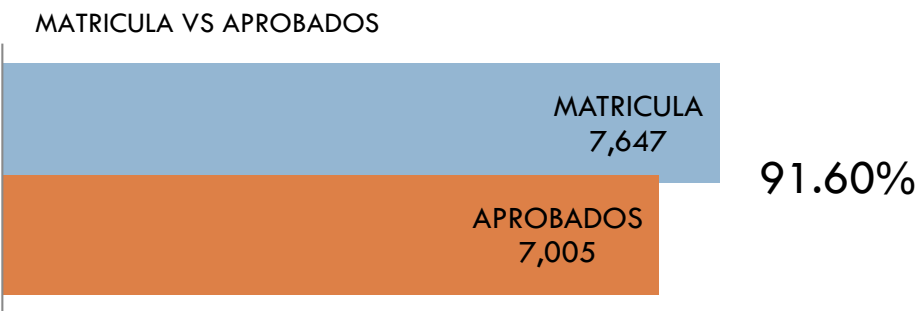 MATRICULA VS APROBADOS
MATRICULA
7,647
91.60%
APROBADOS
7,005